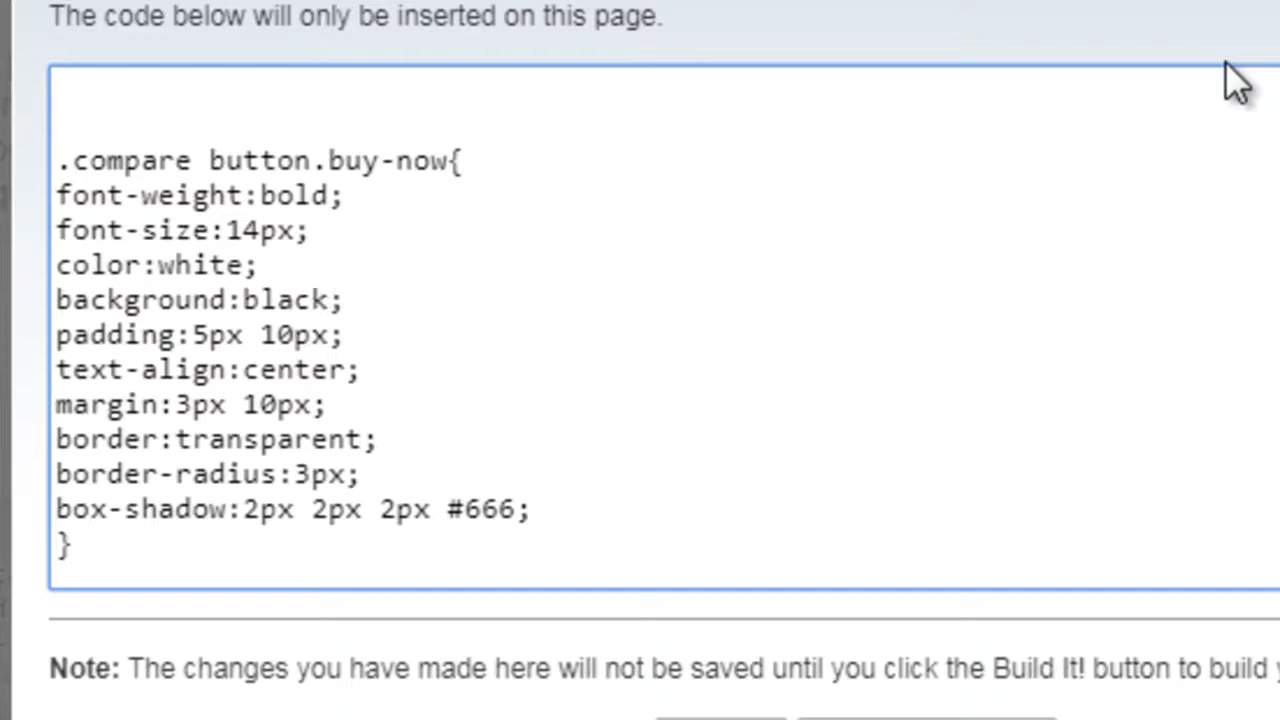 The code below will only be inserted on this page.
.compare button.buy-now{
font-weight:bold;
font-size:14px;
color:white;
background:black;
padding:5px 10px;
text-align:center;
margin:3px 10px;
border:transparent;
border-radius:3px;
box-shadow:2px 2px 2px #666;
}
Note: The changes you have made here will not be saved until you click the Build It! button to build